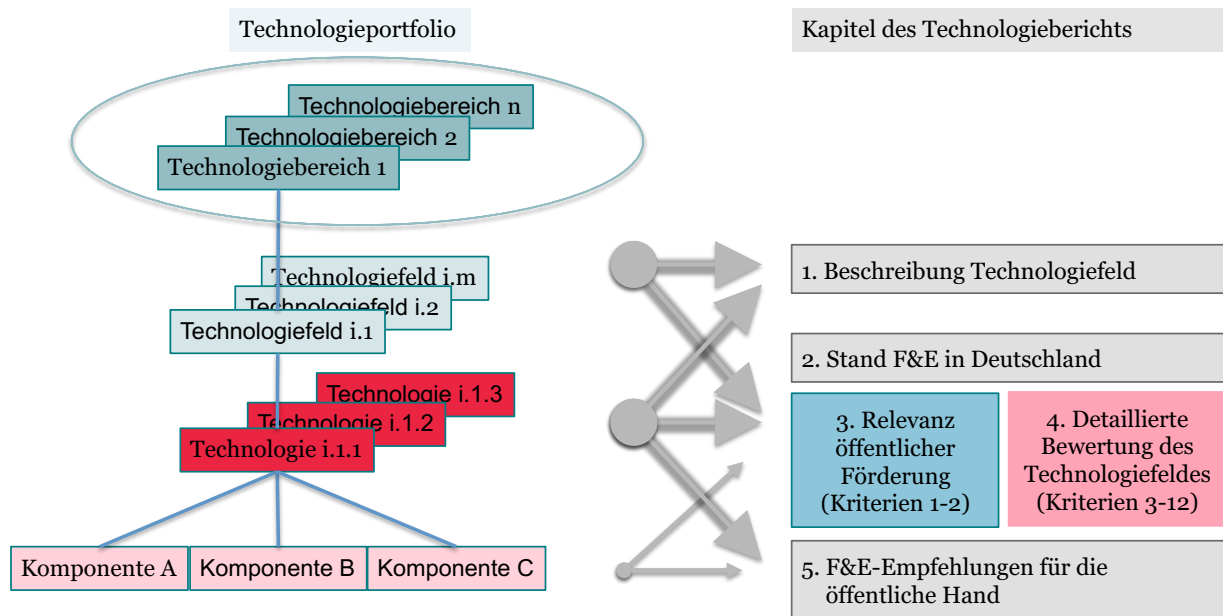 Technologieportfolio
Kapitel des Technologieberichts
Technologiebereich n
Technologiebereich 2
Technologiebereich 1
Technologiefeld i.m
Technologiefeld i.2
Technologiefeld i.1
Technologie i.1.3
Technologie i.1.2
Technologie i.1.1
Komponente A
Komponente B
Komponente C
1. Beschreibung Technologiefeld
2. Stand F&E in Deutschland
3. Relevanz
öffentlicher
Förderung
(Kriterien 1-2)
4. Detaillierte
Bewertung des
Technologiefeldes
(Kriterien 3-12)
5. F&E-Empfehlungen für die
öffentliche Hand